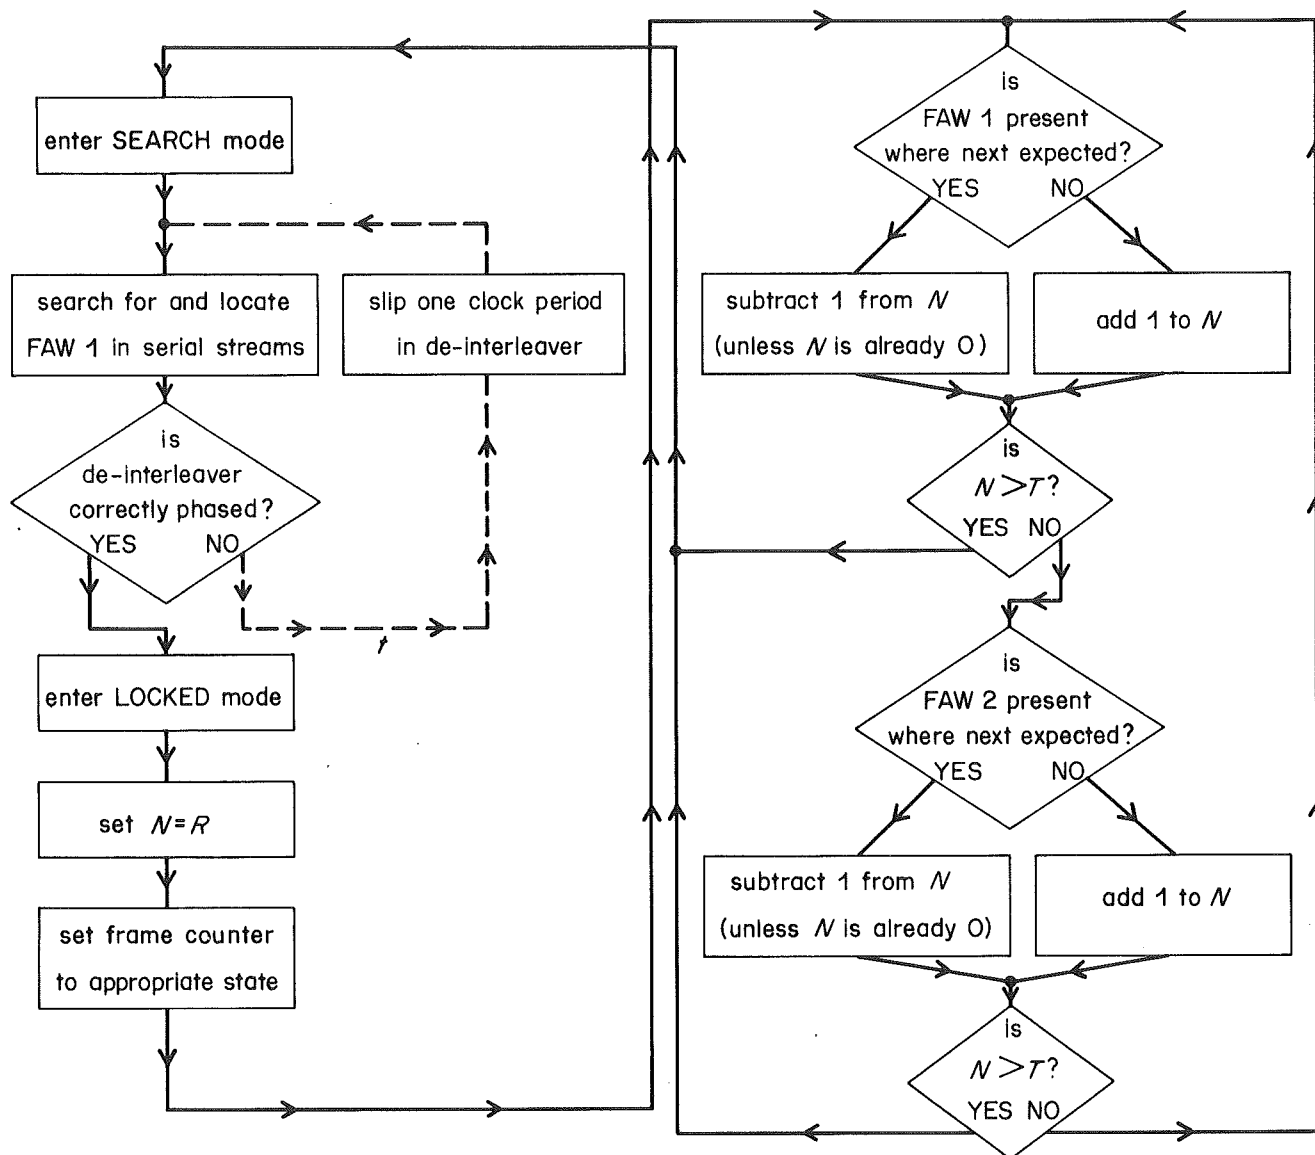 enter SEARCH mode
search for and locate
FAW 1 in serial streams
slip one clock period
in de-interleaver
is
de-interleaver
correctly phased?
YES NO
enter LOCKED mode
set N=R
set frame counter
to appropriate state
is
FAW 1 present
where next expected?
YES NO
subtract 1 from N
(unless N is already 0)
add 1 to N
is
N>T?
YES NO
is
FAW 2 present
where next expected?
YES NO
subtract 1 from N
(unless N is already 0)
add 1 to N
is
N>T?
YES NO